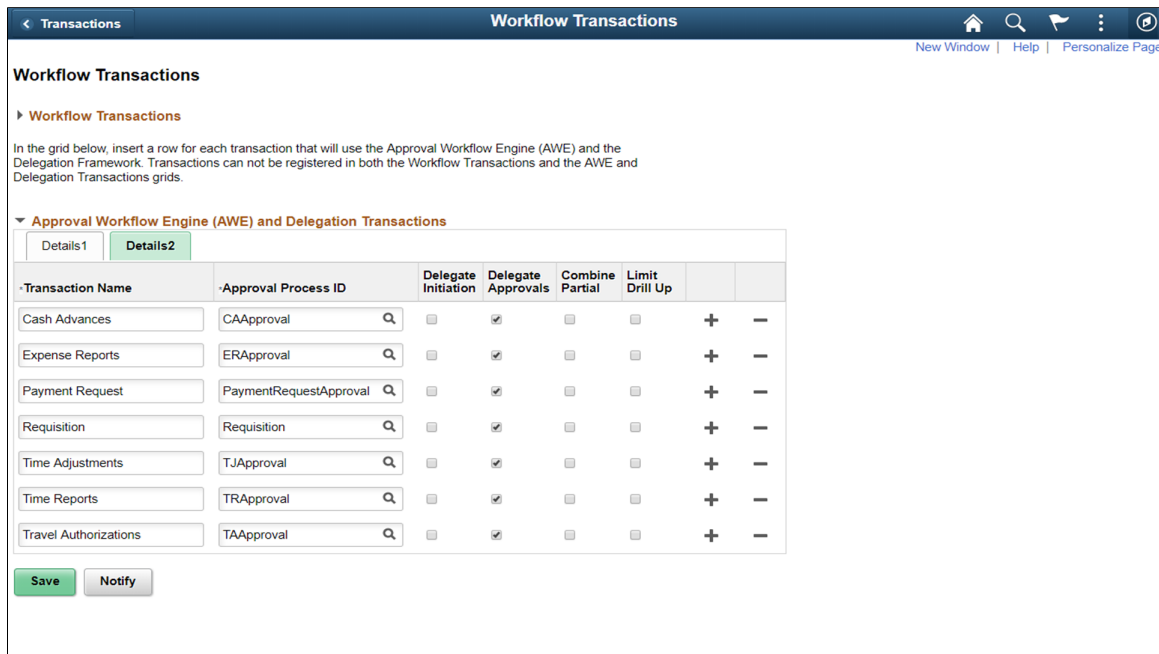 Transactions
Workflow Transactions
New Window | Help | Personalize Page
Workflow Transactions
Workflow Transactions
In the grid below, insert a row for each transaction that will use the Approval Workflow Engine (AWE) and the
Delegation Framework. Transactions can not be registered in both the Workflow Transactions and the AWE and
Delegation Transactions grids.
Approval Workflow Engine (AWE) and Delegation Transactions
Details1 Details2
*Transaction Name *Approval Process ID Delegate Initiation Delegate Approvals Combine Partial Limit Drill Up
Cash Advances CAApproval
Expense Reports ERApproval
Payment Request PaymentRequestApproval
Requisition Requisition
Time Adjustments TJApproval
Time Reports TRApproval
Travel Authorizations TAApproval
Save Notify